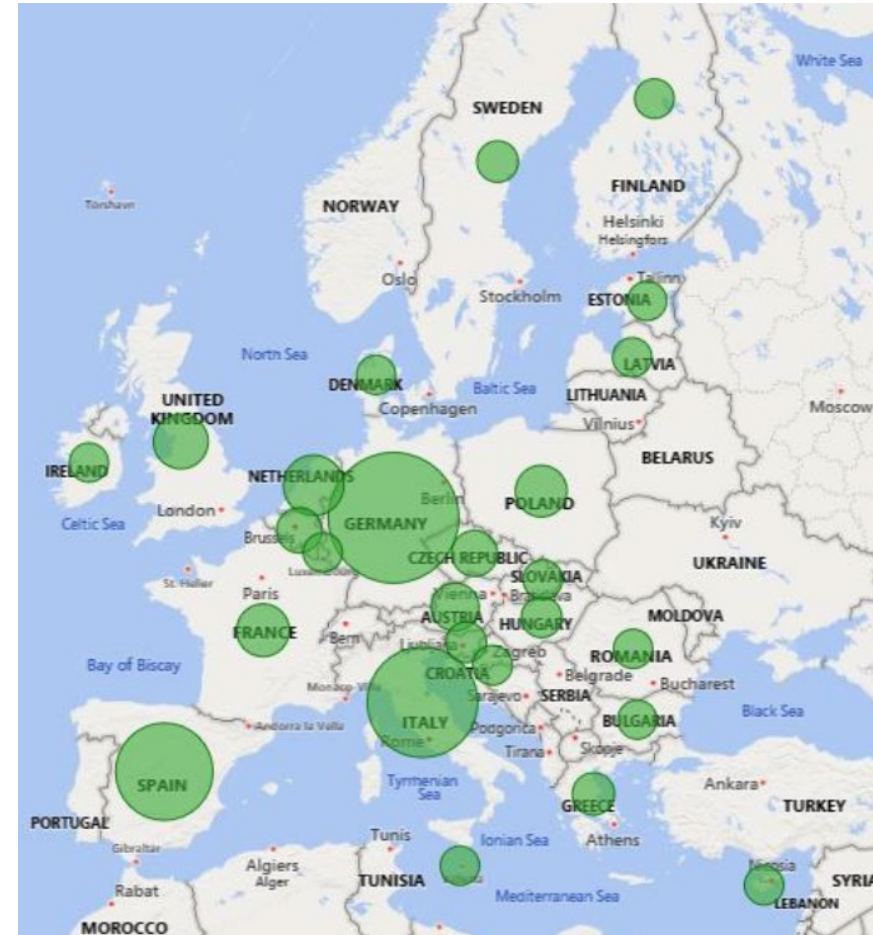 White Sea
SWEDEN
FINLAND
Tórshavn
NORWAY
Helsinki
Helsingfors
Oslo
Tallinn
Stockholm
ESTONIA
North Sea
LATVIA
DENMARK
Baltic Sea
LITHUANIA
UNITED
KINGDOM
Copenhagen
Moscow
Vilnius
BELARUS
IRELAND
NETHERLANDS
Berlin
POLAND
London
Celtic Sea
GERMANY
Kyiv
Brussels
CZECH REPUBLIC
UKRAINE
St. Helier
SLOVAKIA
Paris
Vienna
Bratislava
AUSTRIA
HUNGARY
MOLDOVA
FRANCE
Bern
Ljubljana
Zagreb
ROMANIA
Bay of Biscay
CROATIA
Belgrade
Bucharest
Sarajevo
SERBIA
Black Sea
ITALY
Podgorica
BULGARIA
Andorra la Vella
Rome
Tirana
Skopje
SPAIN
Tyrrhenian
Sea
Ankara
GREECE
TURKEY
PORTUGAL
Tunis
Ionian Sea
Athens
Gibraltar
Algiers
Alger
TUNISIA
Nicosia
SYRIA
Rabat
Mediterranean Sea
LEBANON
MOROCCO